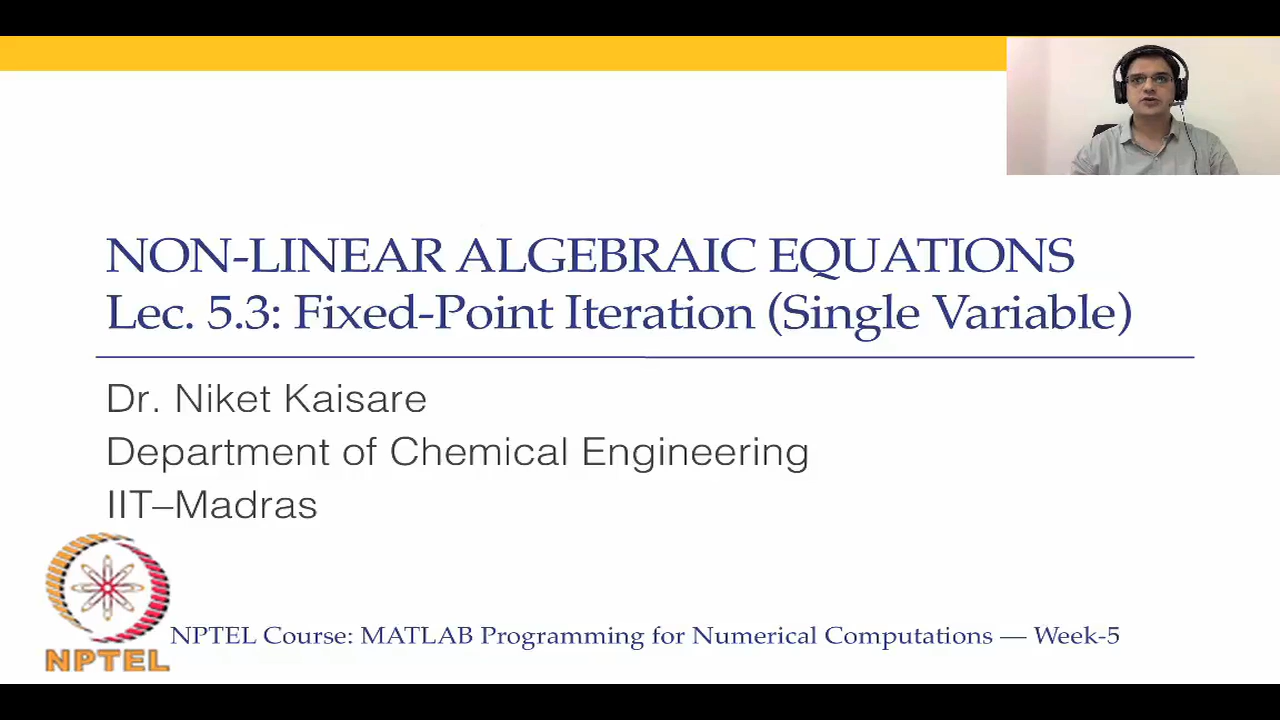 NON-LINEAR ALGEBRAIC EQUATIONS
Lec. 5.3: Fixed-Point Iteration (Single Variable)
Dr. Niket Kaisare
Department of Chemical Engineering
IIT–Madras
NPTEL Course: MATLAB Programming for Numerical Computations — Week-5
NPTEL